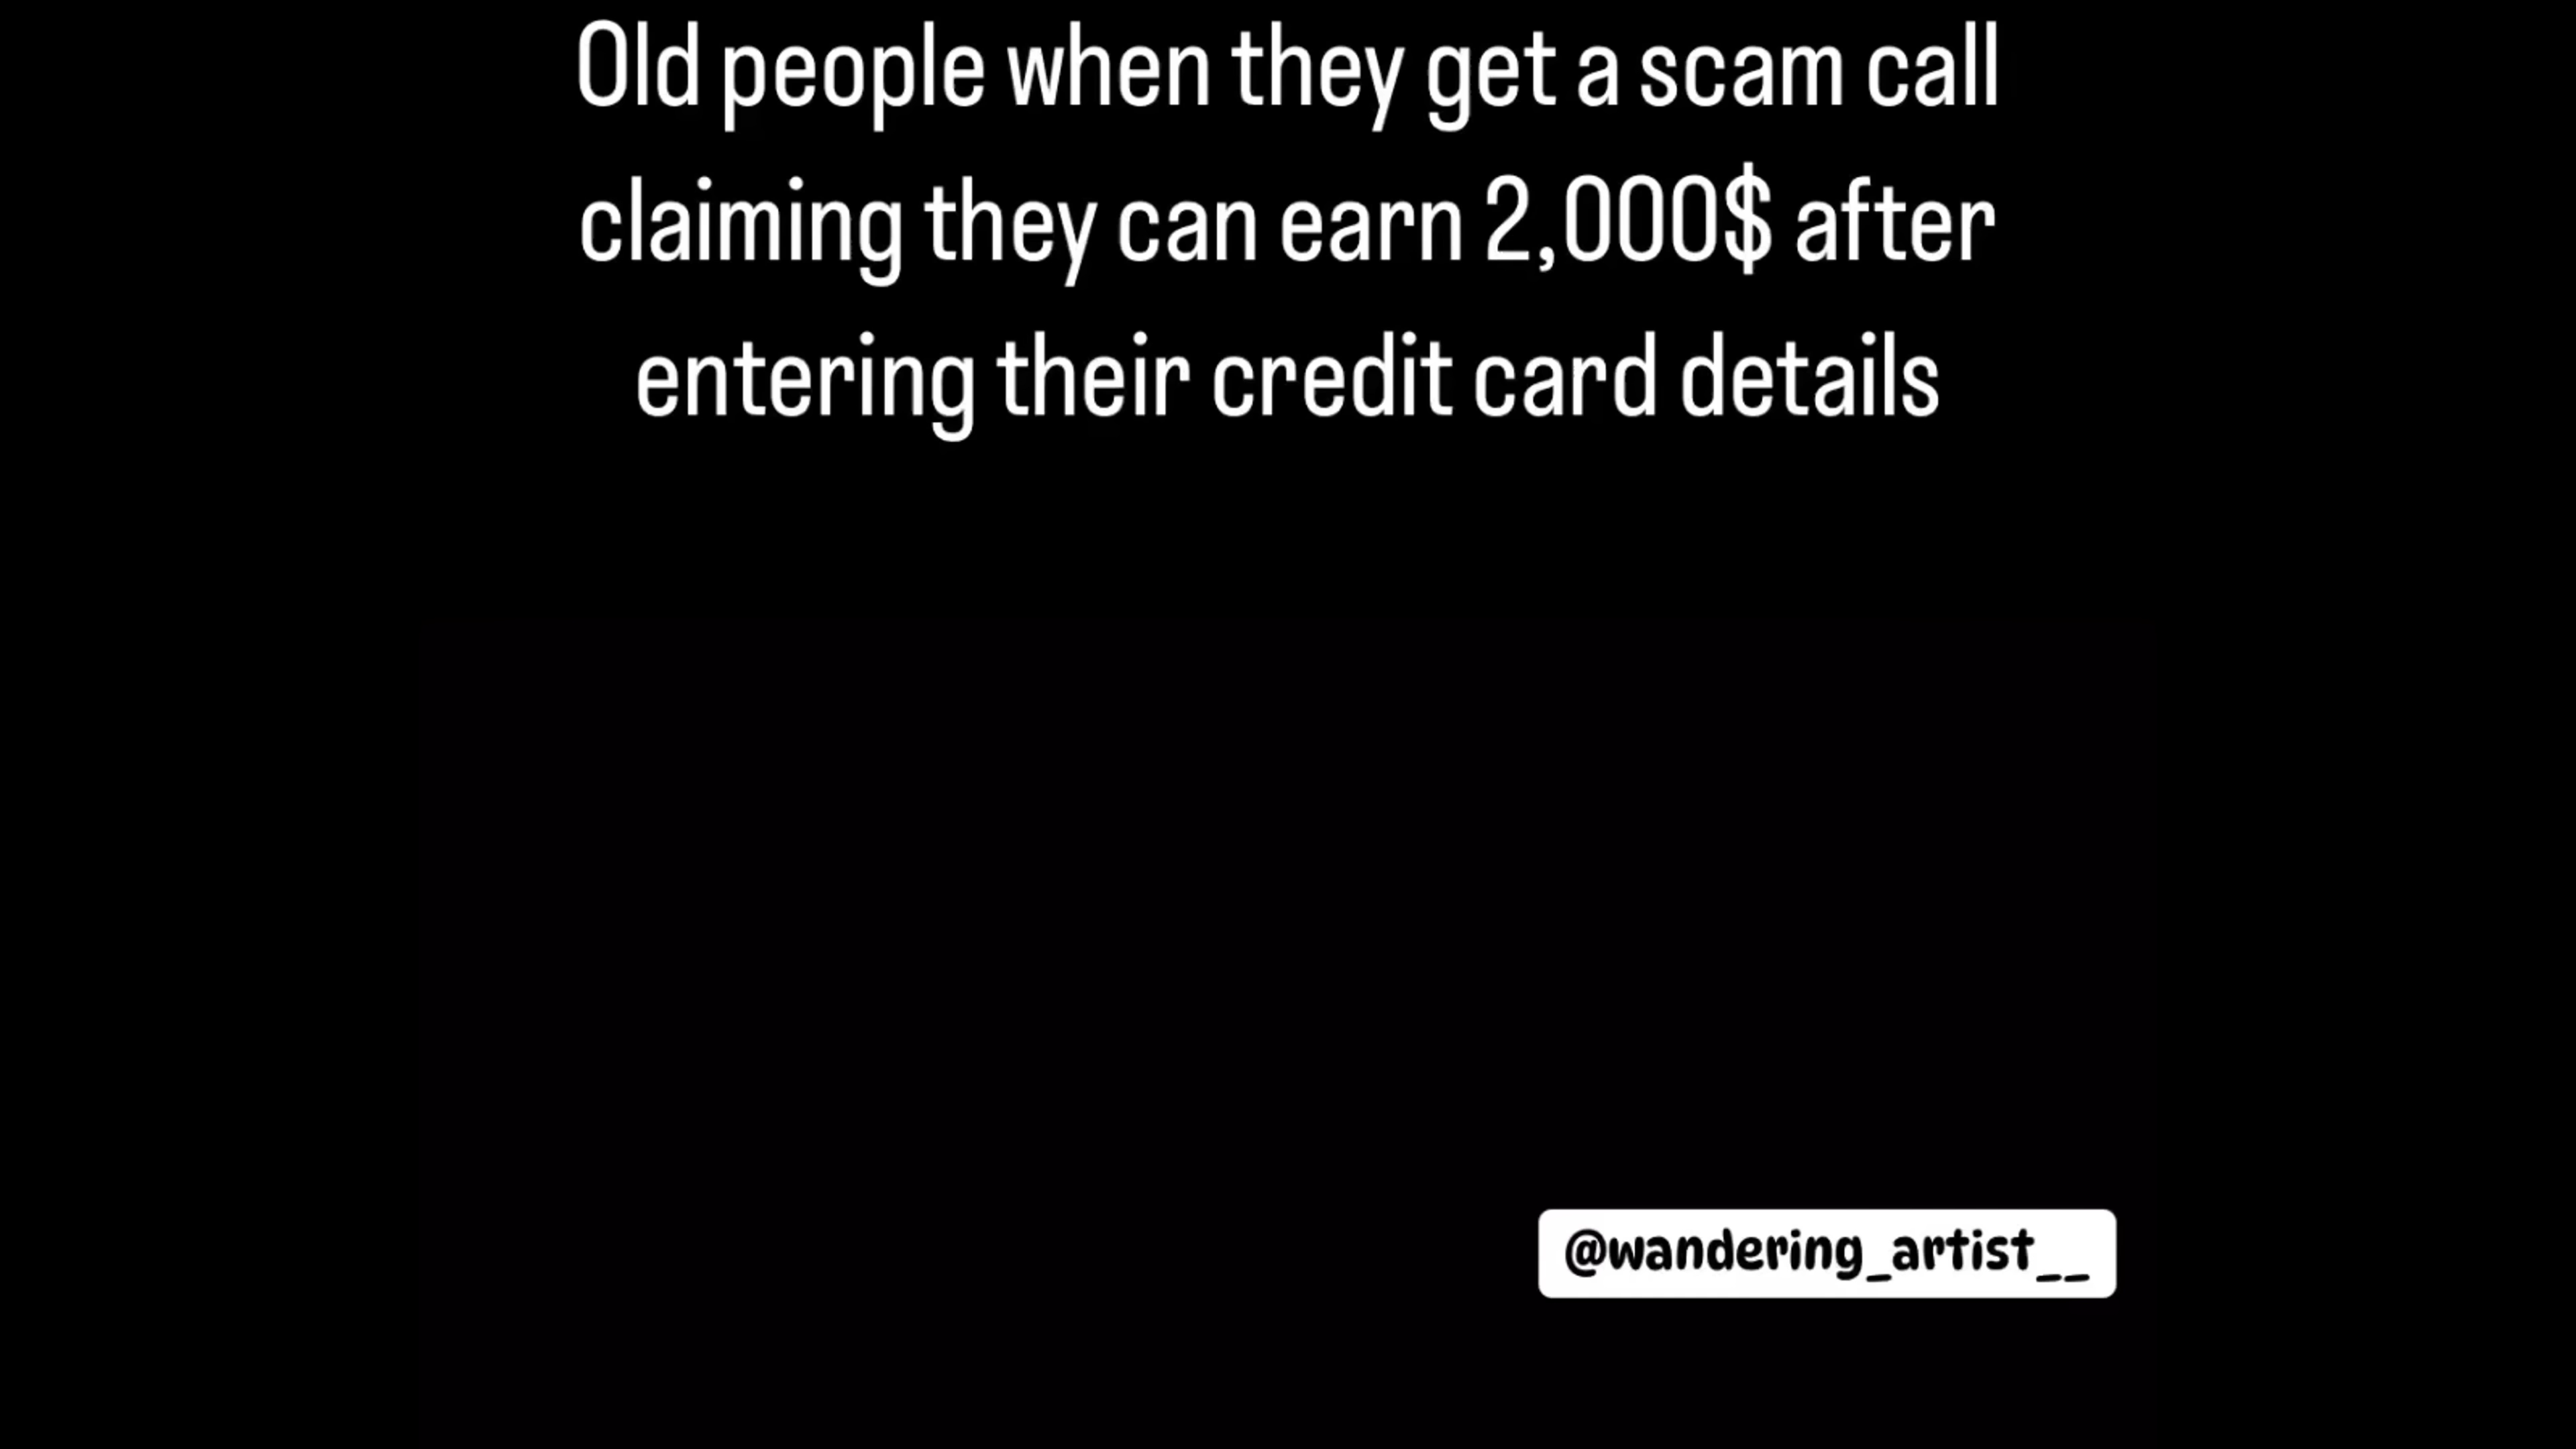 Old people when they get a scam call
claiming they can earn 2,000$ after
entering their credit card details
@wandering_artist__